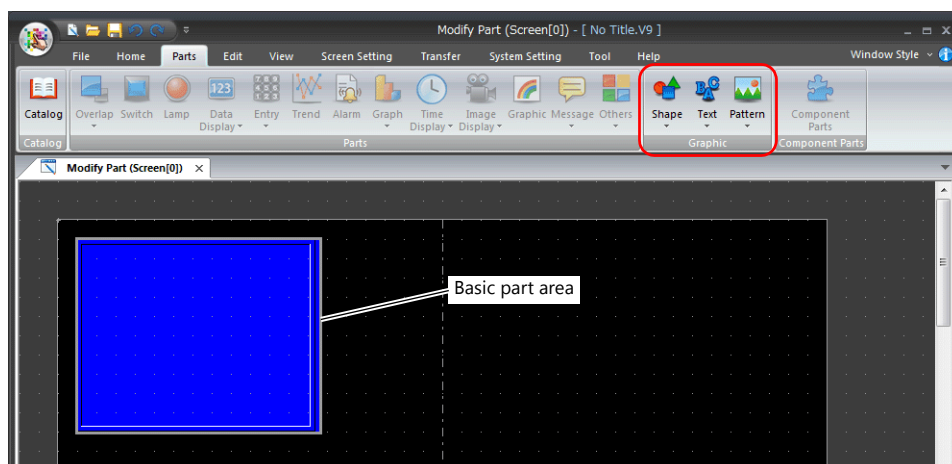 Modify Part (Screen[0]) - [ No Title.V9 ]
File Home Parts Edit View Screen Setting Transfer System Setting Tool Help Window Style
123
Catalog Overlap Switch Lamp Data Display Entry Trend Alarm Graph Time Display Image Display Graphic Message Others Shape Text Pattern Component Parts
Catalog Parts Graphic Component Parts
Modify Part (Screen[0])
Basic part area